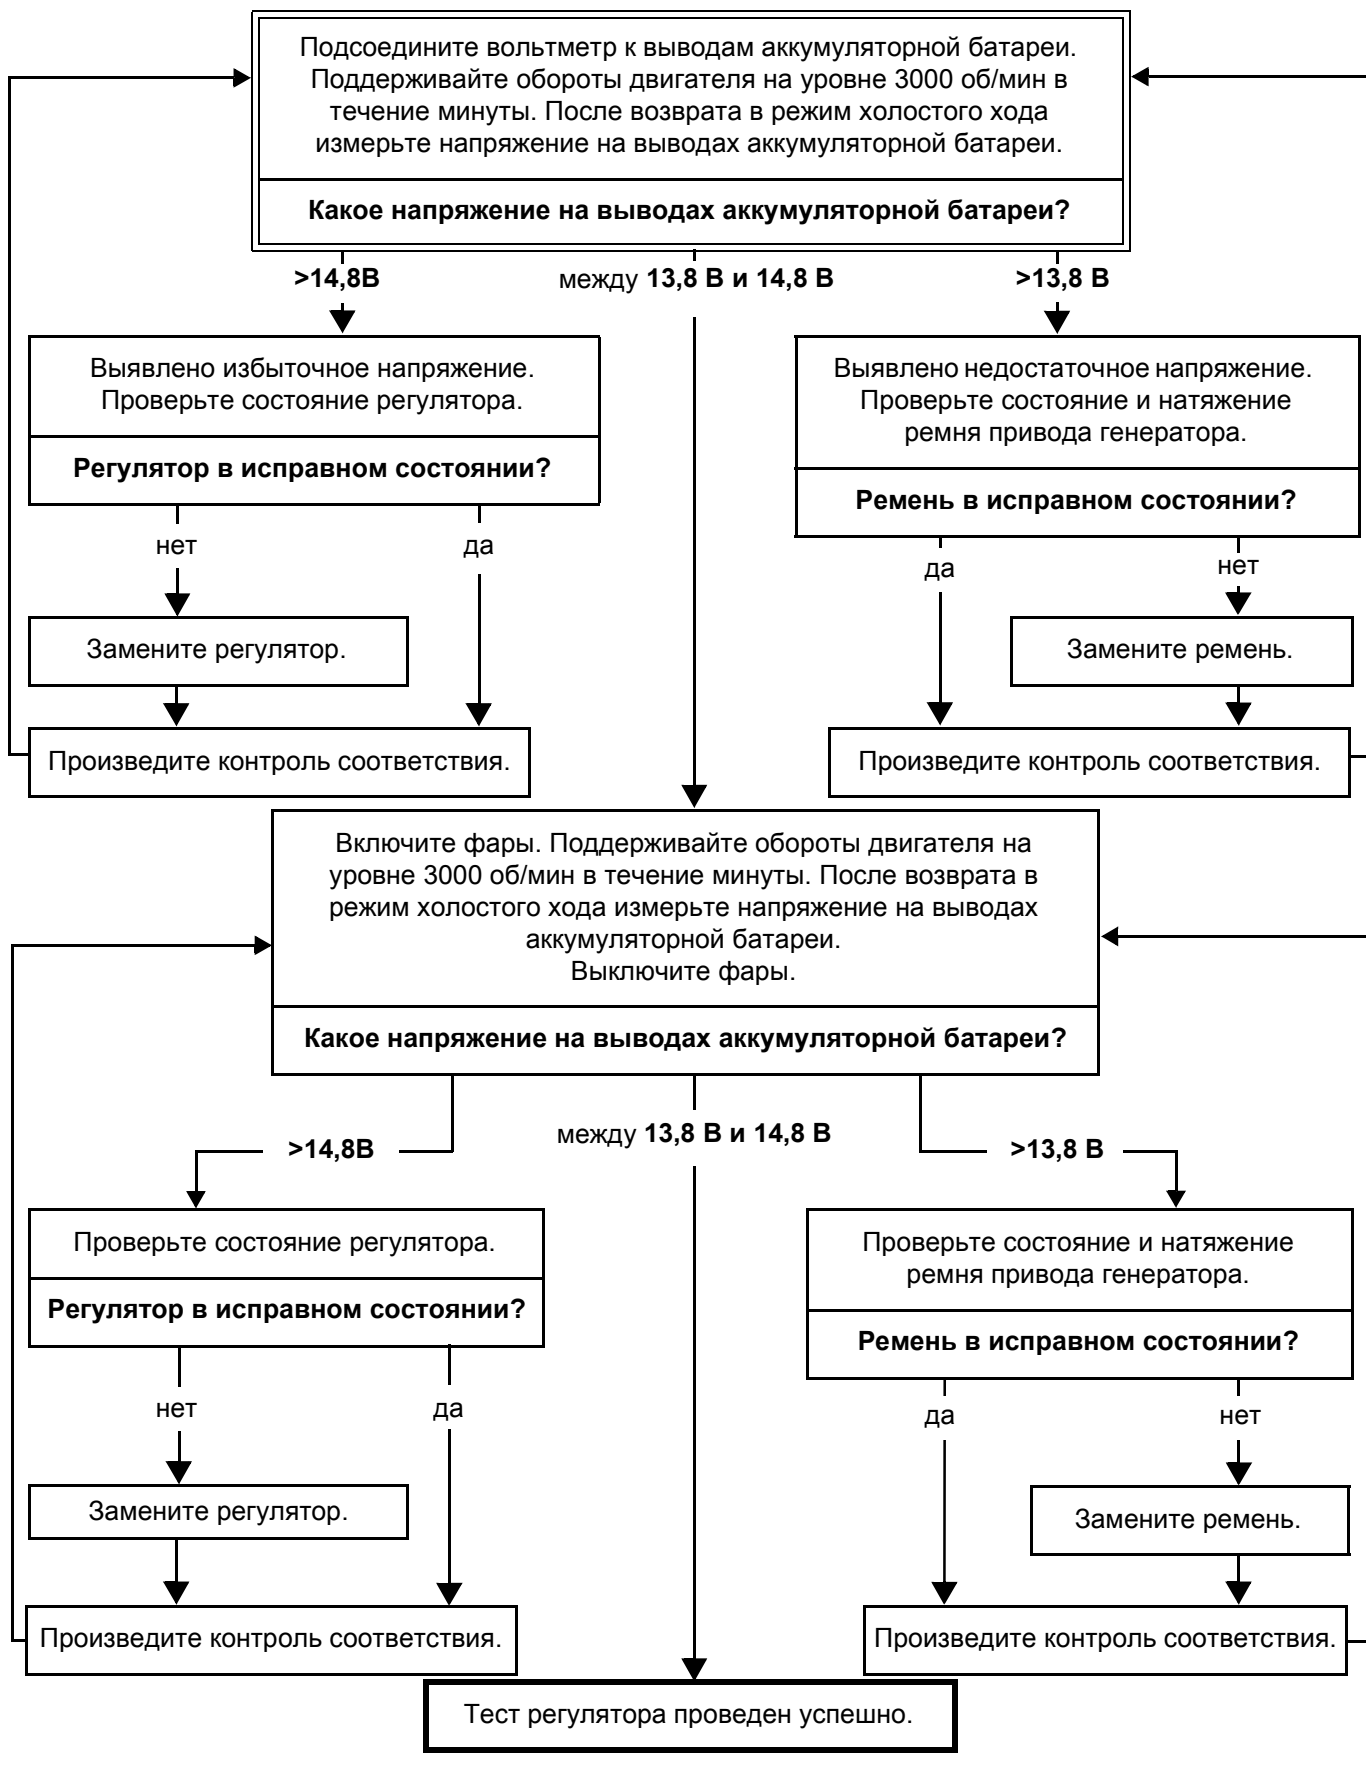 Подсоедините вольтметр к выводам аккумуляторной батареи.
Поддерживайте обороты двигателя на уровне 3000 об/мин в
течение минуты. После возврата в режим холостого хода
измерьте напряжение на выводах аккумуляторной батареи.
Какое напряжение на выводах аккумуляторной батареи?
>14,8В
между 13,8 В и 14,8 В
>13,8 В
Выявлено избыточное напряжение.
Проверьте состояние регулятора.
Регулятор в исправном состоянии?
Выявлено недостаточное напряжение.
Проверьте состояние и натяжение
ремня привода генератора.
Ремень в исправном состоянии?
нет
да
да
нет
Замените регулятор.
Замените ремень.
Произведите контроль соответствия.
Произведите контроль соответствия.
Включите фары. Поддерживайте обороты двигателя на
уровне 3000 об/мин в течение минуты. После возврата в
режим холостого хода измерьте напряжение на выводах
аккумуляторной батареи.
Выключите фары.
Какое напряжение на выводах аккумуляторной батареи?
>14,8В
между 13,8 В и 14,8 В
>13,8 В
Проверьте состояние регулятора.
Регулятор в исправном состоянии?
Проверьте состояние и натяжение
ремня привода генератора.
Ремень в исправном состоянии?
нет
да
да
нет
Замените регулятор.
Замените ремень.
Произведите контроль соответствия.
Произведите контроль соответствия.
Тест регулятора проведен успешно.